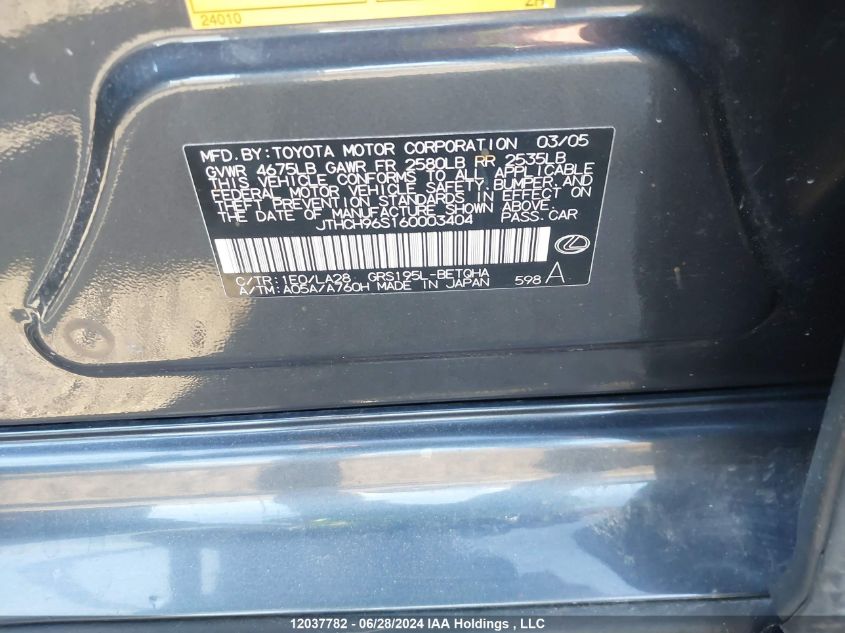 24010 2H
MFD. BY: TOYOTA MOTOR CORPORATION 03/05
GVWR 4675LB GAWR FR 2580LB RR 2535LB
THIS VEHICLE CONFORMS TO ALL APPLICABLE
FEDERAL MOTOR VEHICLE SAFETY, BUMPER, AND
THEFT PREVENTION STANDARDS IN EFFECT ON
THE DATE OF MANUFACTURE SHOWN ABOVE.
JTHCH96S160003404 PASS. CAR
C/TR: 1E0/LA28 GRS195L-BETQHA
A/TM: A05A/A760H MADE IN JAPAN 598 A
12037782 - 06/28/2024 IAA Holdings , LLC